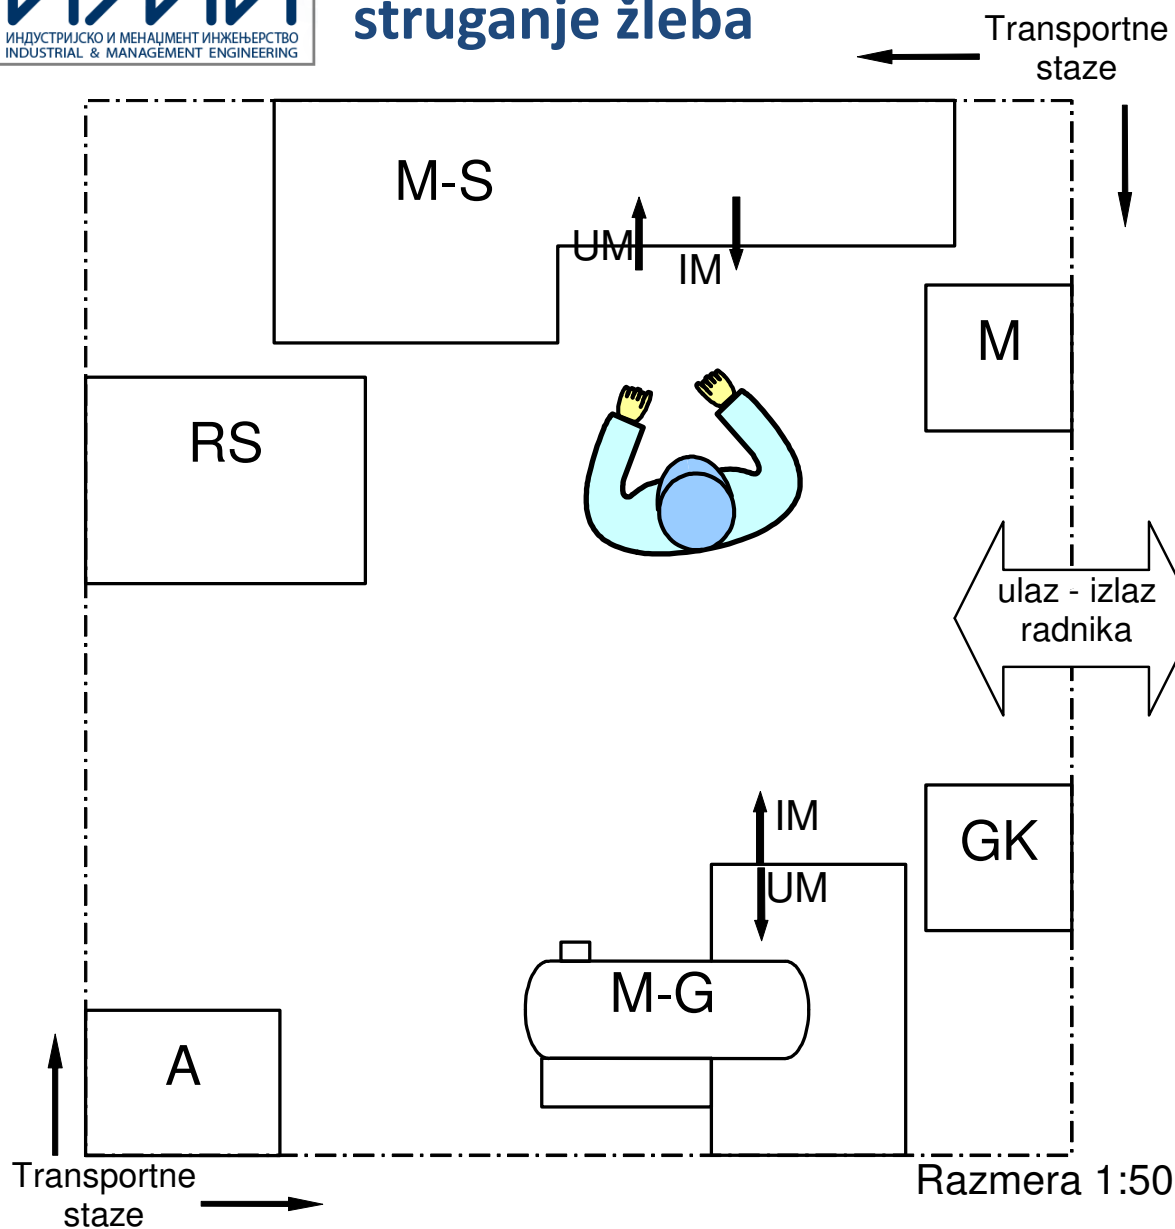 ИНДУСТРИЈСКО И МЕНАЏМЕНТ ИНЖЕЊЕРСТВО
INDUSTRIAL & MANAGEMENT ENGINEERING
struganje žleba
Transportne
staze
M-S
UM
IM
M
RS
ulaz - izlaz
radnika
IM
GK
UM
M-G
A
Transportne
staze
Razmera 1:50